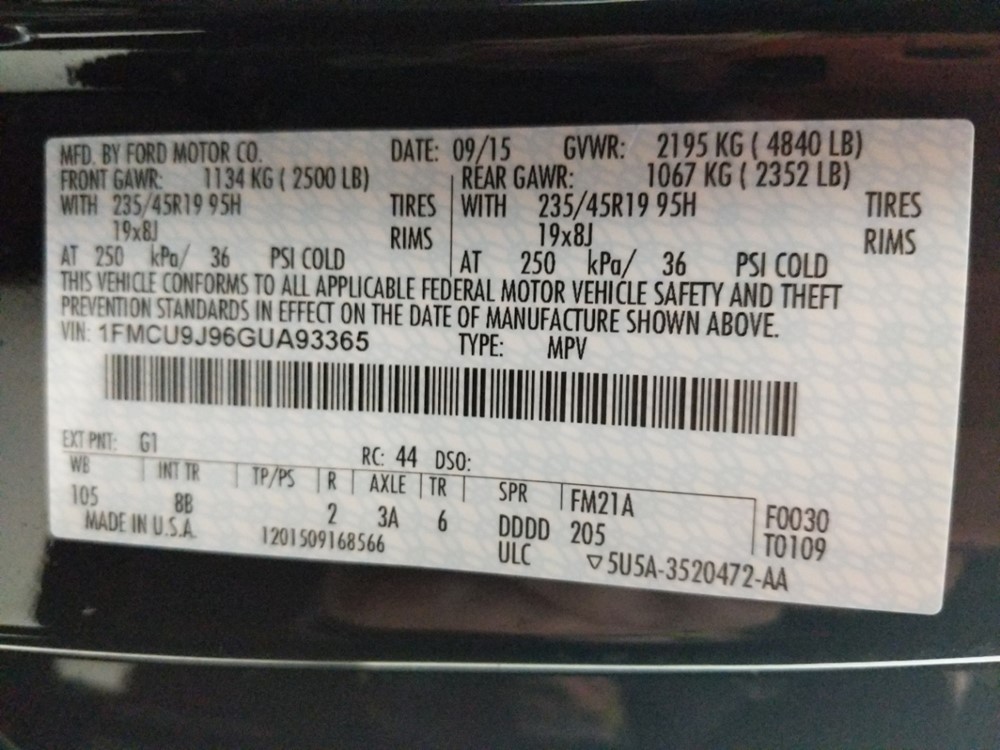 MFD. BY FORD MOTOR CO. DATE: 09/15 GVWR: 2195 KG ( 4840 LB)
FRONT GAWR: 1134 KG ( 2500 LB) REAR GAWR: 1067 KG ( 2352 LB)
WITH 235/45R19 95H TIRES WITH 235/45R19 95H TIRES
19x8J RIMS 19x8J RIMS
AT 250 kPa/ 36 PSI COLD AT 250 kPa/ 36 PSI COLD
THIS VEHICLE CONFORMS TO ALL APPLICABLE FEDERAL MOTOR VEHICLE SAFETY AND THEFT
PREVENTION STANDARDS IN EFFECT ON THE DATE OF MANUFACTURE SHOWN ABOVE.
VIN: 1FMCU9J96GUA93365 TYPE: MPV
EXT PNT: G1 RC: 44 DSO:
WB INT TR TP/PS R AXLE TR SPR FM21A F0030
105 8B 2 3A 6 DDDD 205 T0109
MADE IN U.S.A. 1201509168566 ULC ▽5U5A-3520472-AA